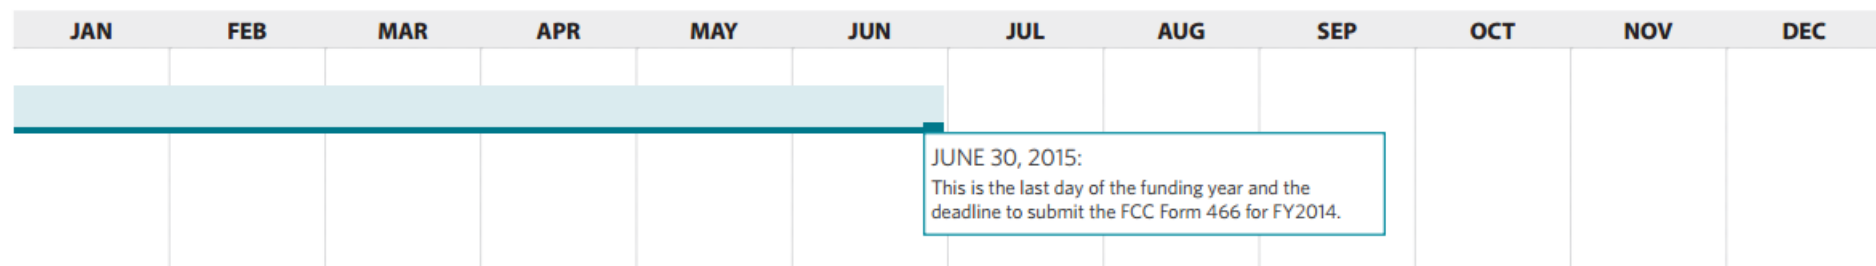 JAN FEB MAR APR MAY JUN JUL AUG SEP OCT NOV DEC
JUNE 30, 2015:
This is the last day of the funding year and the
deadline to submit the FCC Form 466 for FY2014.